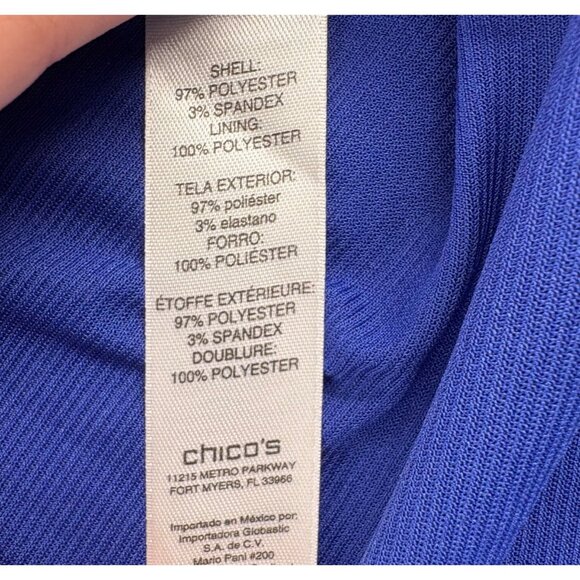 SHELL:
97% POLYESTER
3% SPANDEX
LINING:
100% POLYESTER
TELA EXTERIOR:
97% poliéster
3% elastano
FORRO:
100% POLIÉSTER
ÉTOFFE EXTÉRIEURE:
97% POLYESTER
3% SPANDEX
DOUBLURE:
100% POLYESTER
chico's
11215 METRO PARKWAY
FORT MYERS, FL 33966
Importado en México por:
Importadora Globastic
S.A. de C.V.
Mario Pani #200